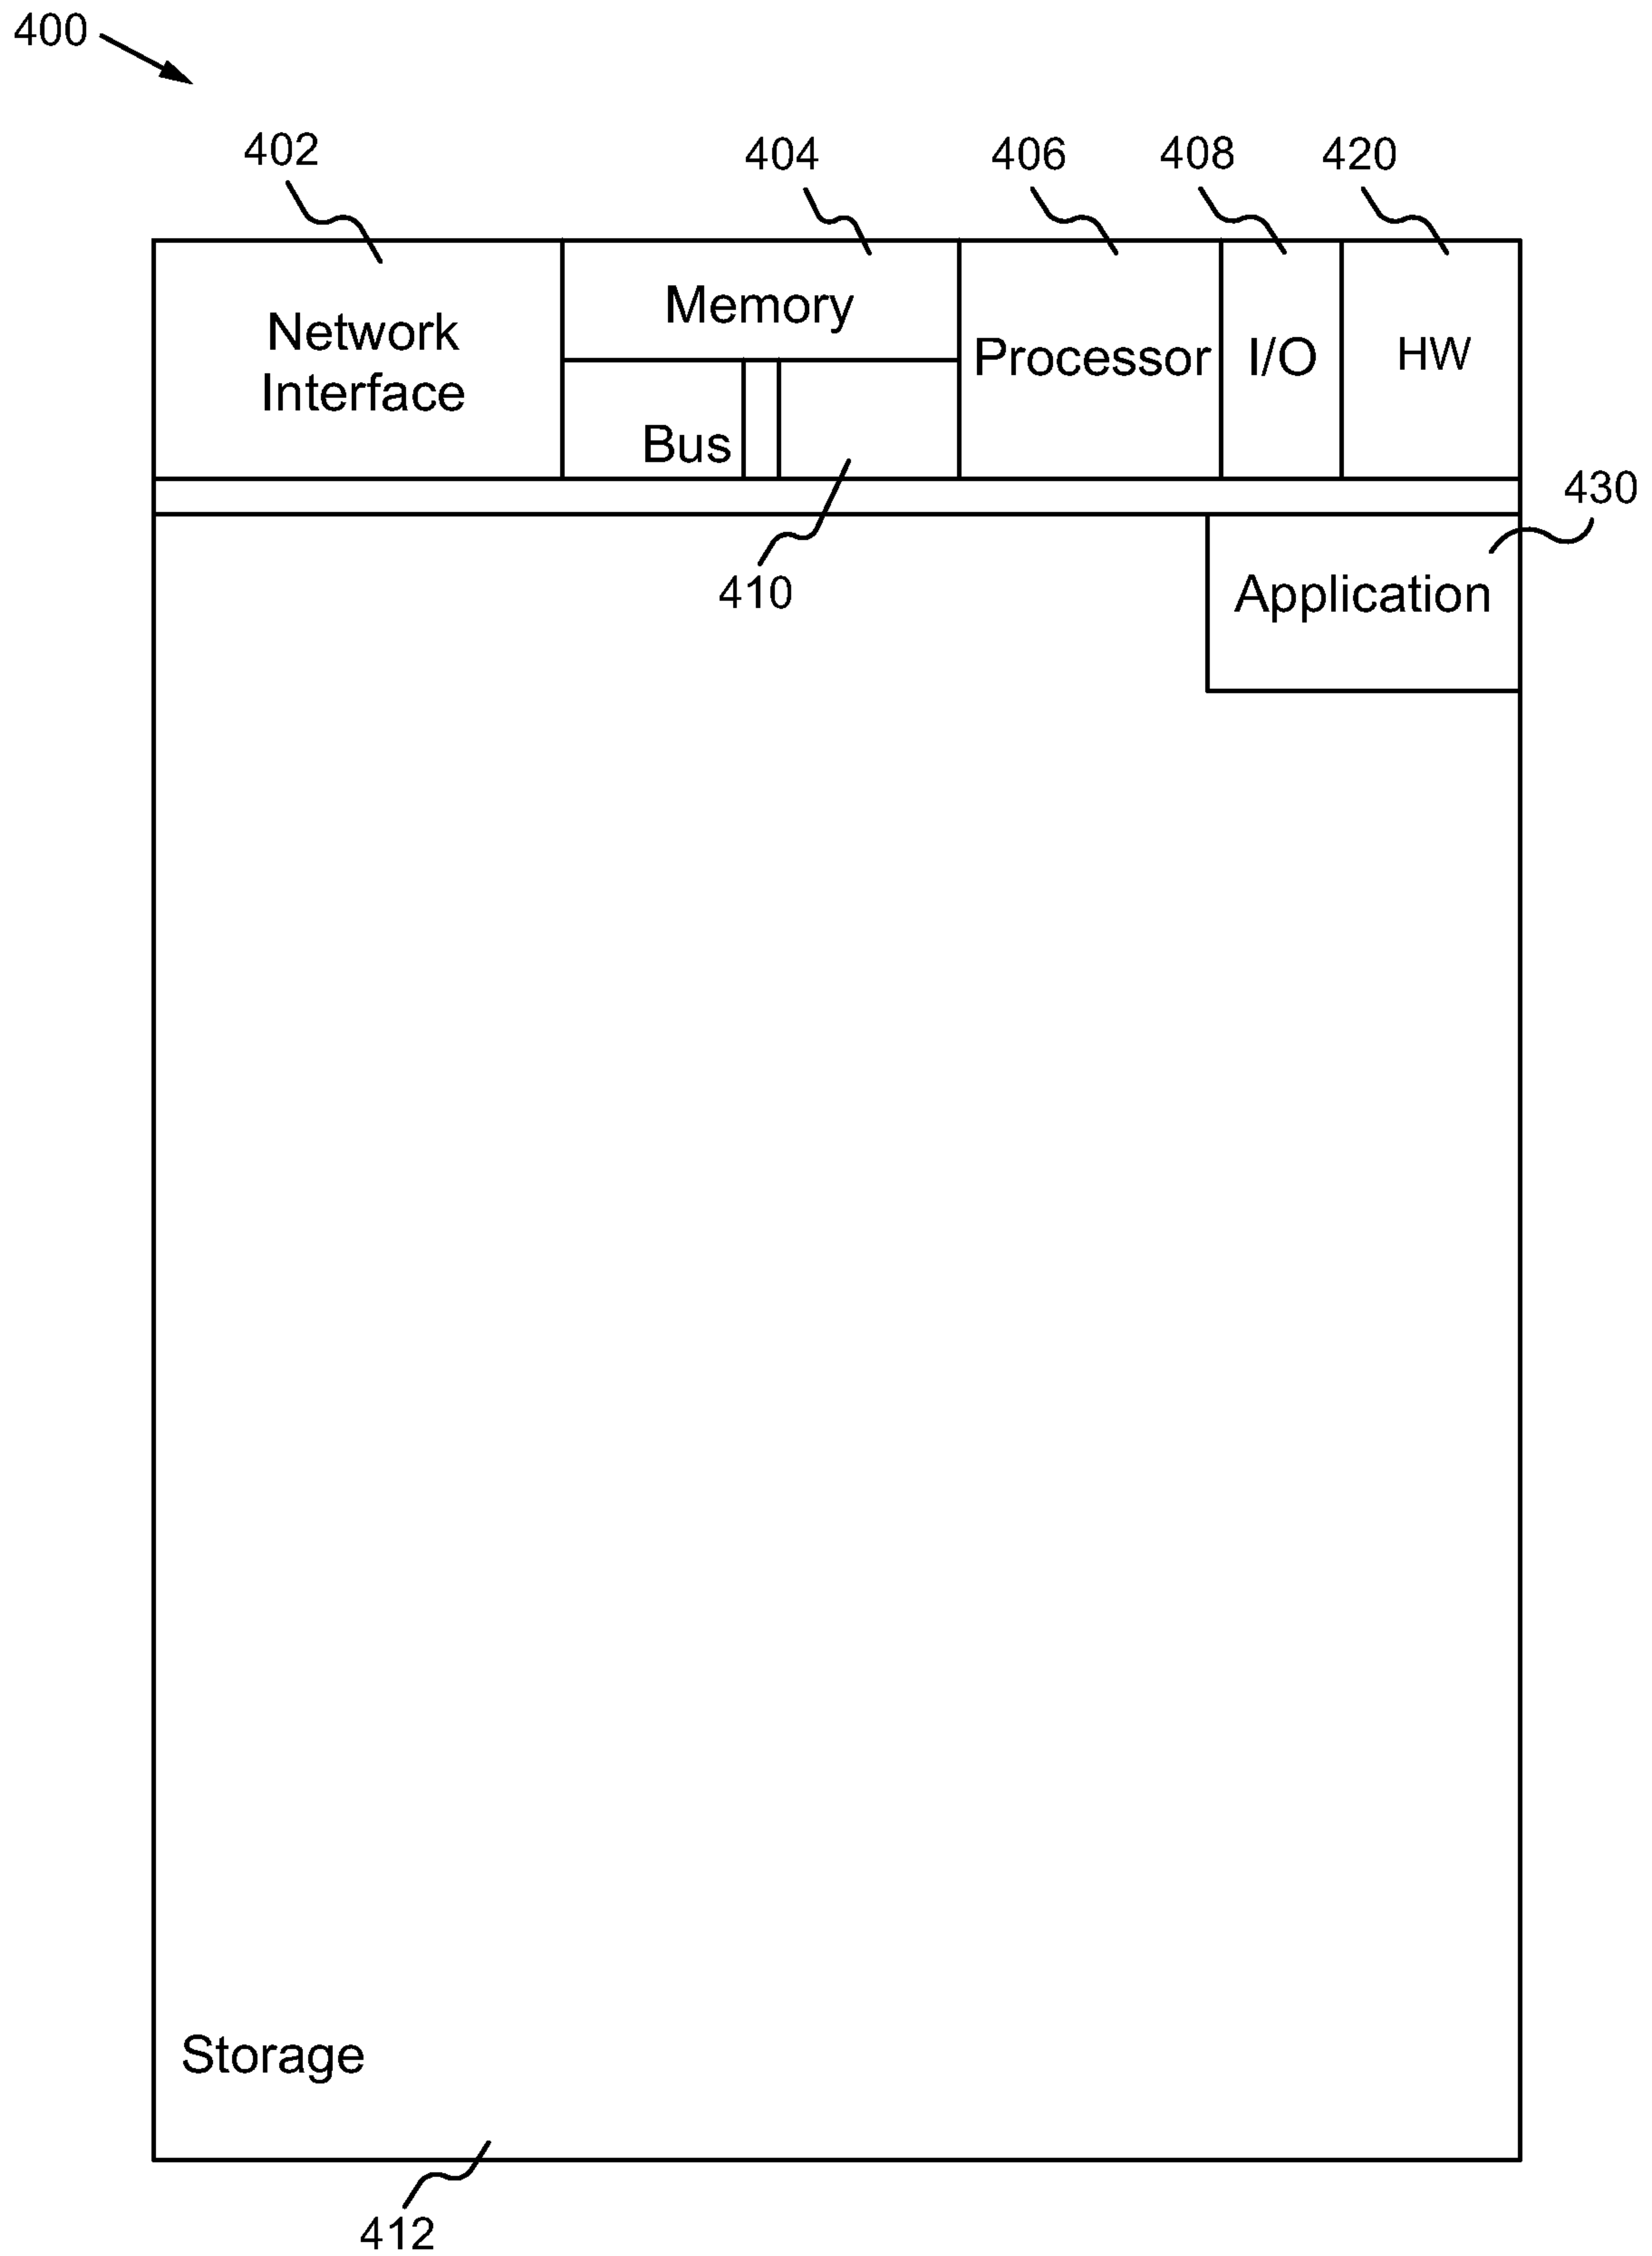 400
402
404
406
408
420
Network
Interface
Memory
Processor
I/O
HW
Bus
430
410
Application
Storage
412